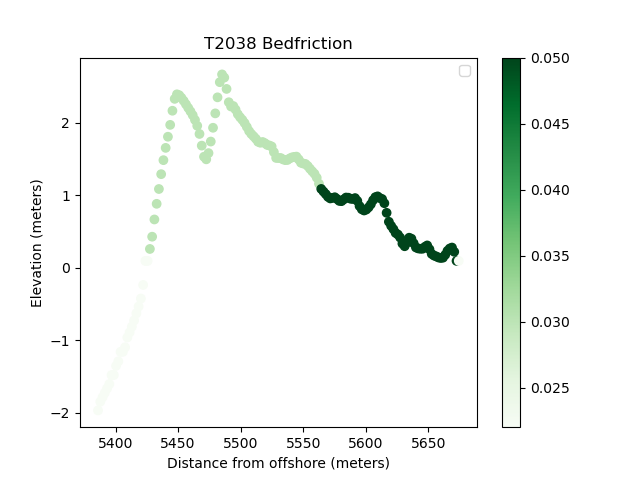 T2038 Bedfriction
Elevation (meters)
2
1
0
−1
−2
5400 5450 5500 5550 5600 5650
Distance from offshore (meters)
0.050
0.045
0.040
0.035
0.030
0.025